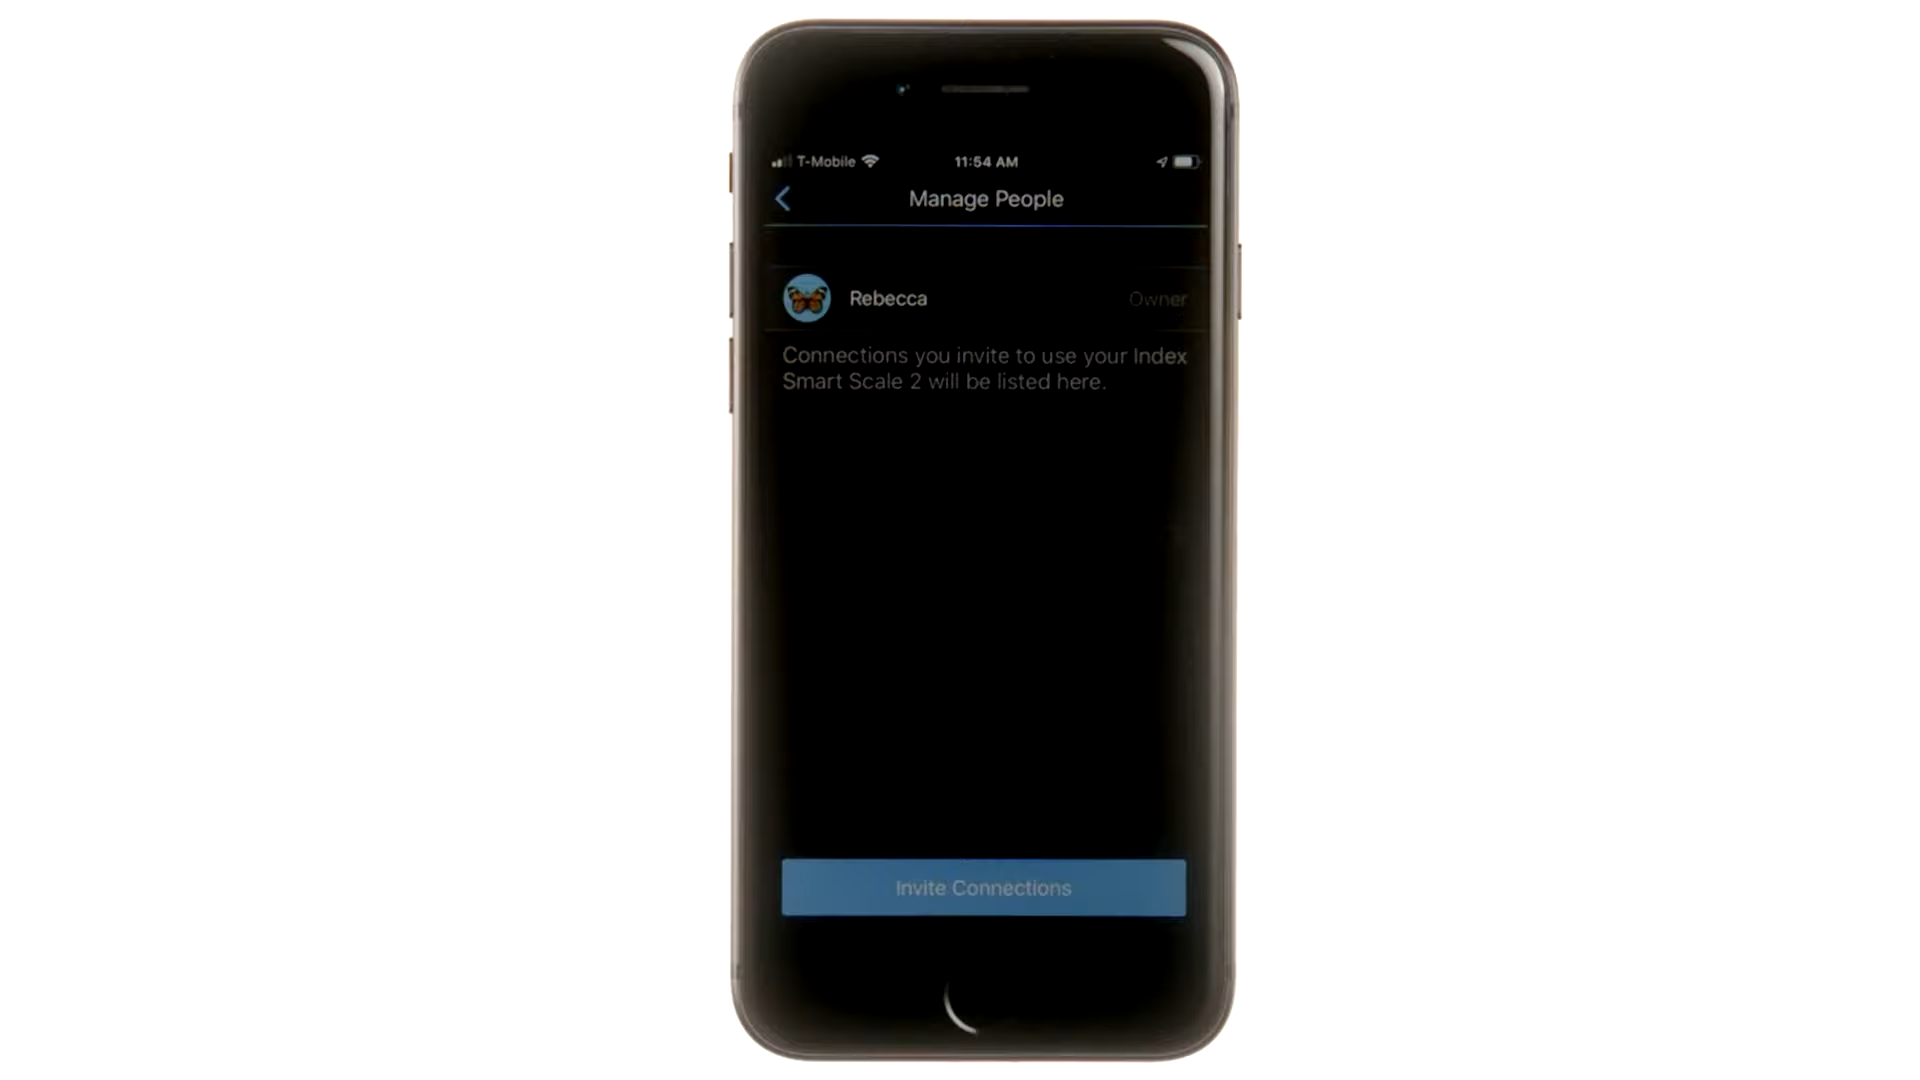 T-Mobile 11:54 AM
Manage People
Rebecca Owner
Connections you invite to use your Index
Smart Scale 2 will be listed here.
Invite Connections